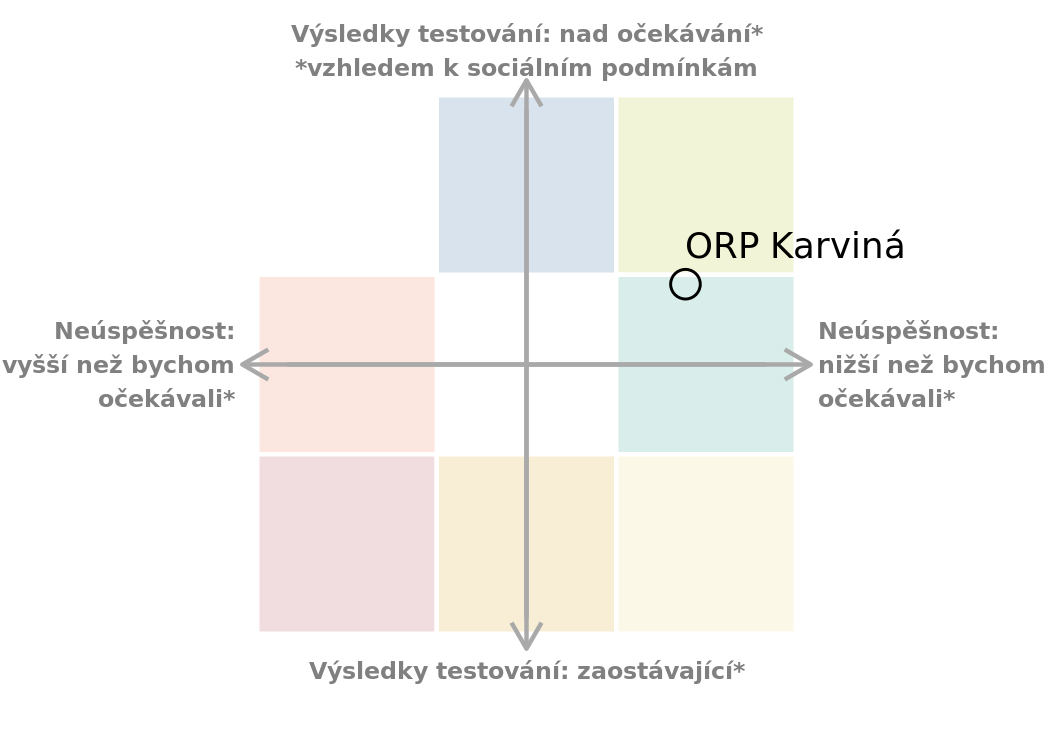 Výsledky testování: nad očekávání*
*vzhledem k sociálním podmínkám
ORP Karviná
Neúspěšnost:
vyšší než bychom
očekávali*
Neúspěšnost:
nižší než bychom
očekávali*
Výsledky testování: zaostávající*